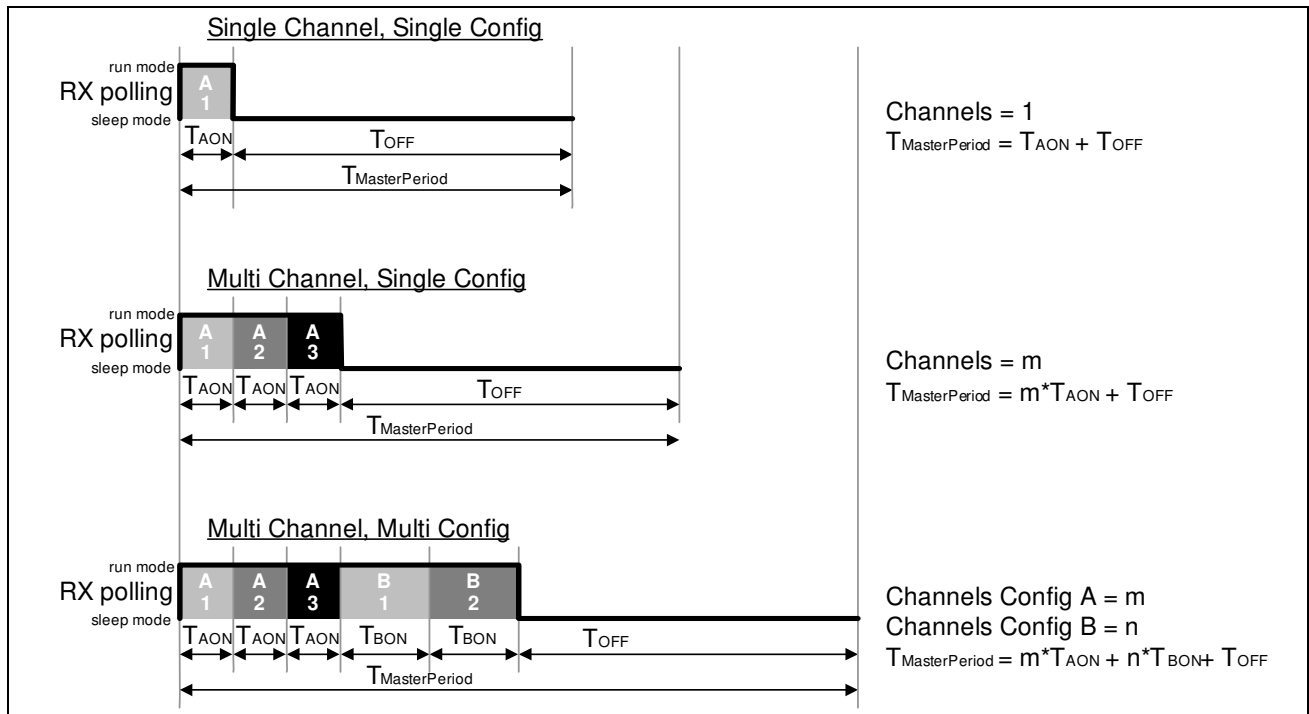 Single Channel, Single Config
run mode
RX polling
sleep mode
A
1
TAON
TOFF
TMasterPeriod
Channels = 1
TMasterPeriod = TAON + TOFF
Multi Channel, Single Config
run mode
RX polling
sleep mode
A A A
1 2 3
TAON TAON TAON TOFF
TMasterPeriod
Channels = m
TMasterPeriod = m*TAON + TOFF
Multi Channel, Multi Config
run mode
RX polling
sleep mode
A A A B B
1 2 3 1 2
TAON TAON TAON TBON TBON TOFF
TMasterPeriod
Channels Config A = m
Channels Config B = n
TMasterPeriod = m*TAON + n*TBON+ TOFF